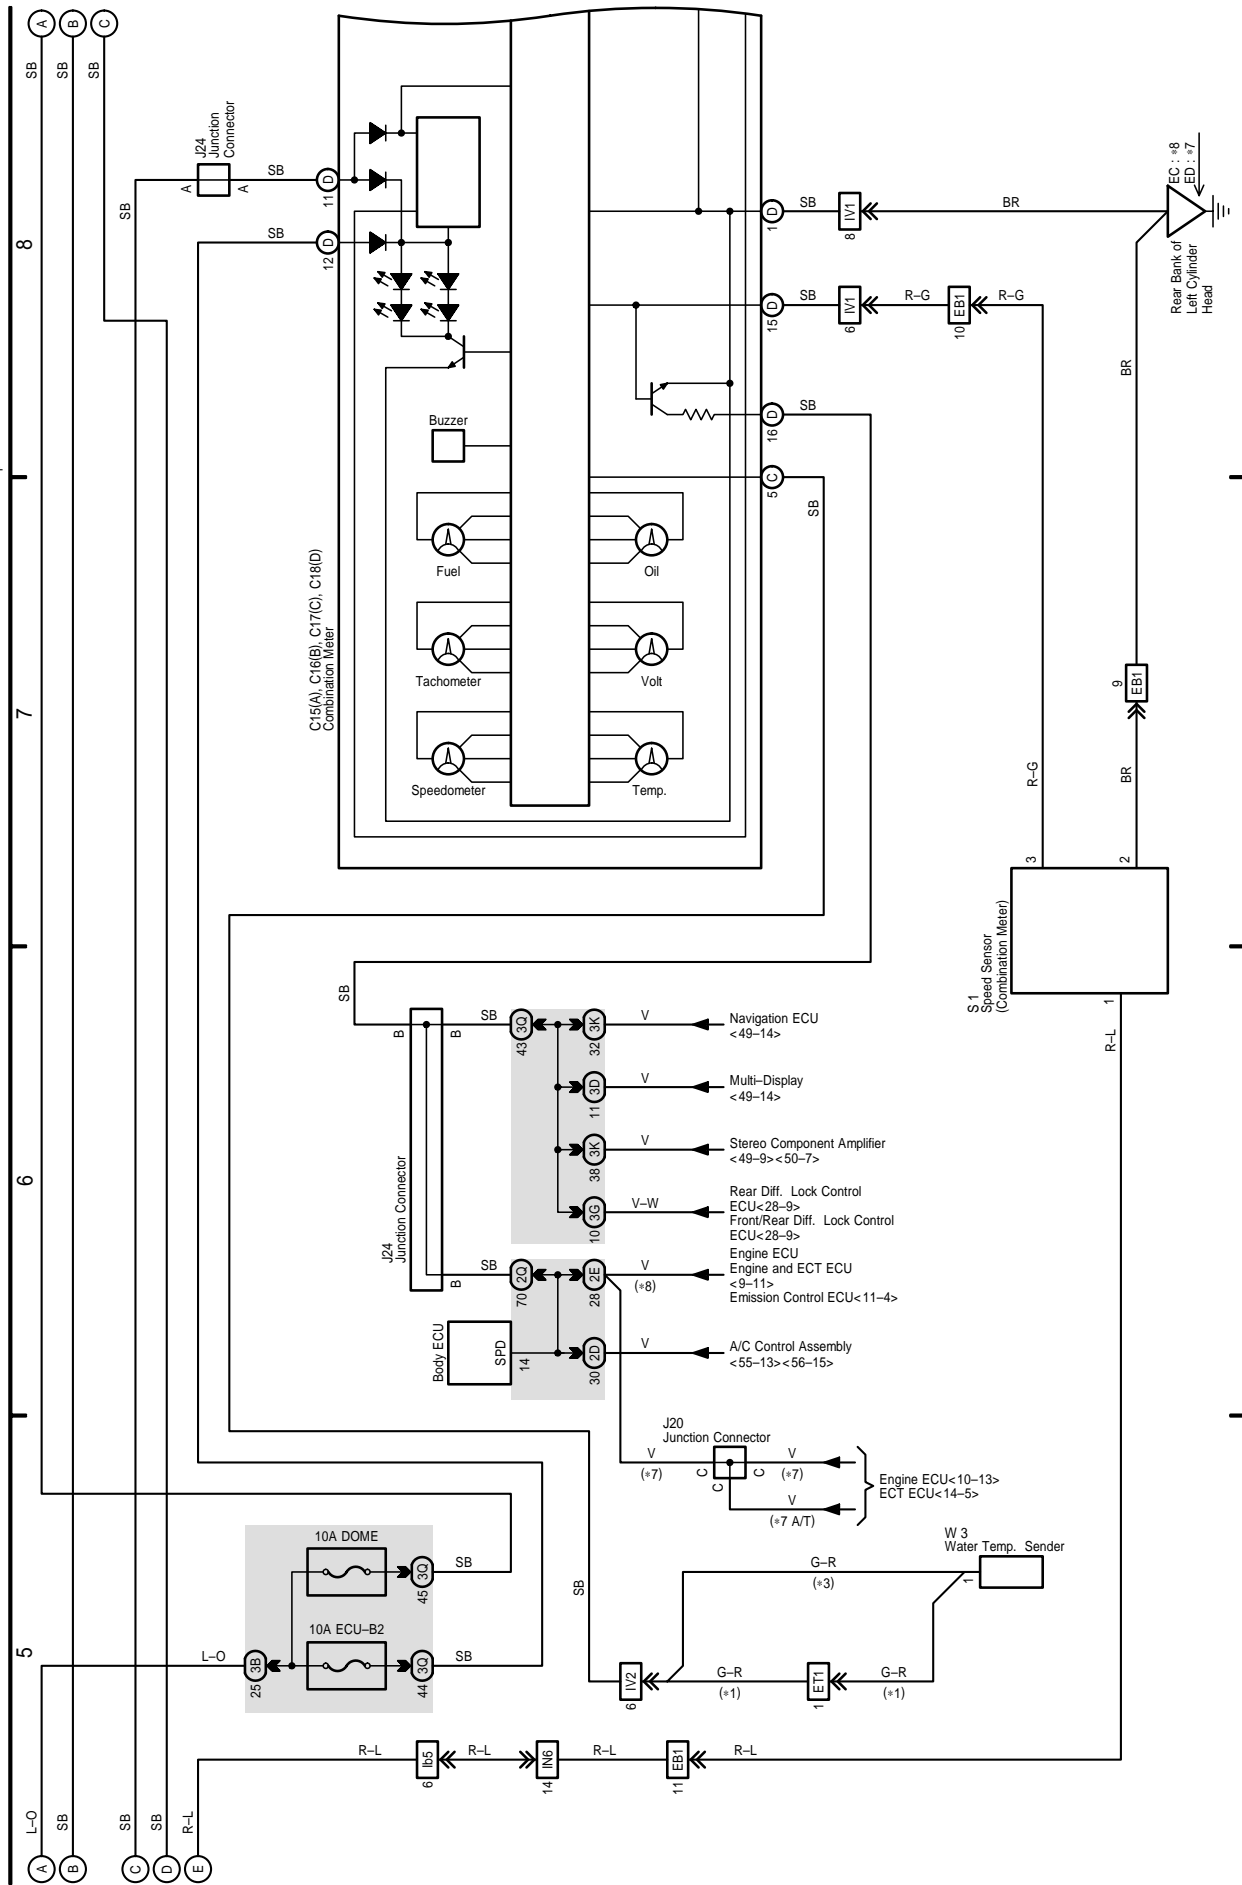 A
B
C
SB
SB
SB
J24
Junction
Connector
A
A
SB
SB
11
D
SB
12
D
8
1
D
SB
8
IV1
BR
EC : *8
ED : *7
Rear Bank of
Left Cylinder
Head
15
D
SB
6
IV1
R–G
10
EB1
R–G
BR
16
D
SB
5
C
SB
Buzzer
Fuel
Oil
C15(A), C16(B), C17(C), C18(D)
Combination Meter
Tachometer
Volt
7
9
EB1
Speedometer
Temp.
R–G
BR
3
2
S 1
Speed Sensor
(Combination Meter)
1
R–L
SB
B
B
SB
43
3Q
32
3K
V
Navigation ECU
<49–14>
11
3D
V
Multi–Display
<49–14>
38
3K
V
Stereo Component Amplifier
<49–9><50–7>
6
J24
Junction Connector
10
3G
V–W
Rear Diff. Lock Control
ECU<28–9>
Front/Rear Diff. Lock Control
ECU<28–9>
B
SB
70
2Q
28
2E
V
(*8)
Engine ECU
Engine and ECT ECU
<9–11>
Emission Control ECU<11–4>
Body ECU
SPD
14
30
2D
V
A/C Control Assembly
<55–13><56–15>
J20
Junction Connector
V
(*7)
C
C
C
V
(*7)
V
(*7 A/T)
Engine ECU<10–13>
ECT ECU<14–5>
10A DOME
45
3Q
SB
W 3
Water Temp. Sender
SB
G–R
(*3)
1
5
10A ECU–B2
L–O
25
3B
44
3Q
SB
6
IV2
G–R
(*1)
1
ET1
G–R
(*1)
R–L
6
Ib5
R–L
14
IN6
R–L
11
EB1
R–L
L–O
SB
SB
SB
R–L
A
B
C
D
E